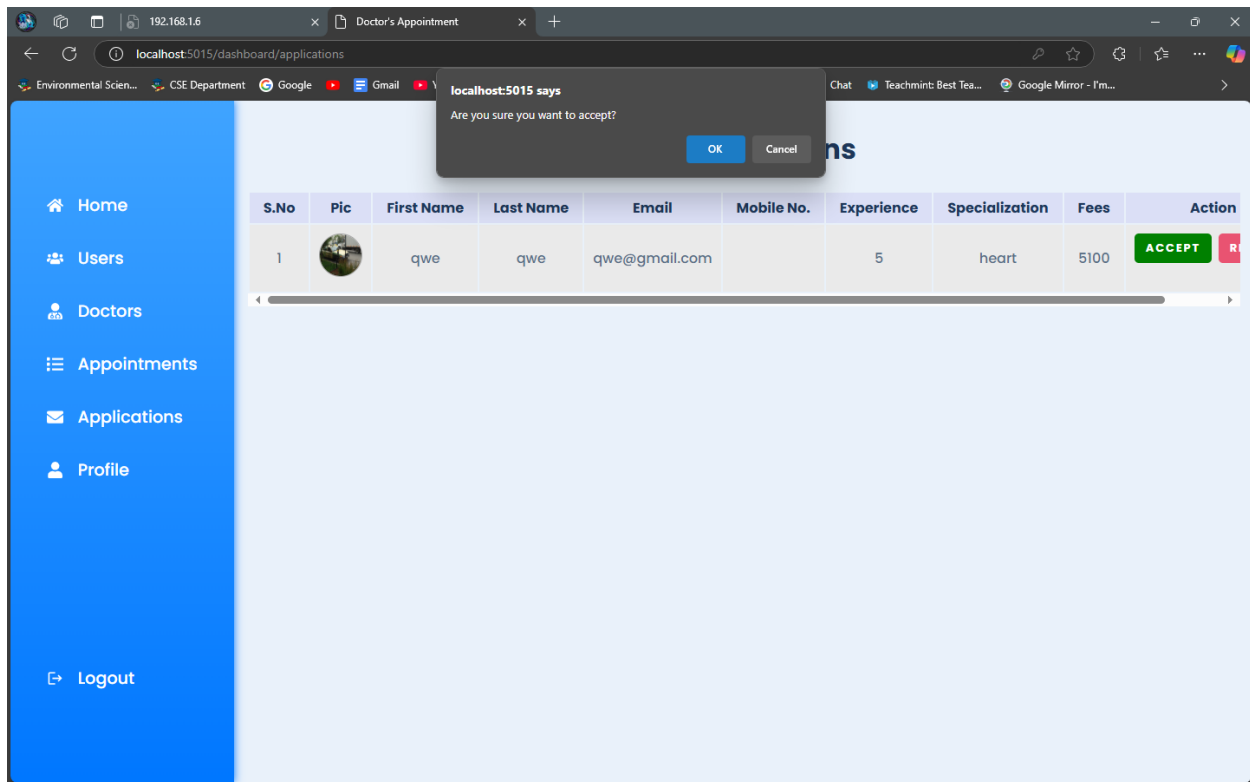 192.168.1.6
Doctor's Appointment
localhost:5015/dashboard/applications
Environmental Scien...
CSE Department
Google
Gmail
Chat
Teachmint: Best Tea...
Google Mirror - I'm...
localhost:5015 says
Are you sure you want to accept?
OK Cancel
ns
Home
Users
Doctors
Appointments
Applications
Profile
Logout
S.No Pic First Name Last Name Email Mobile No. Experience Specialization Fees Action
1 qwe qwe qwe@gmail.com 5 heart 5100 ACCEPT